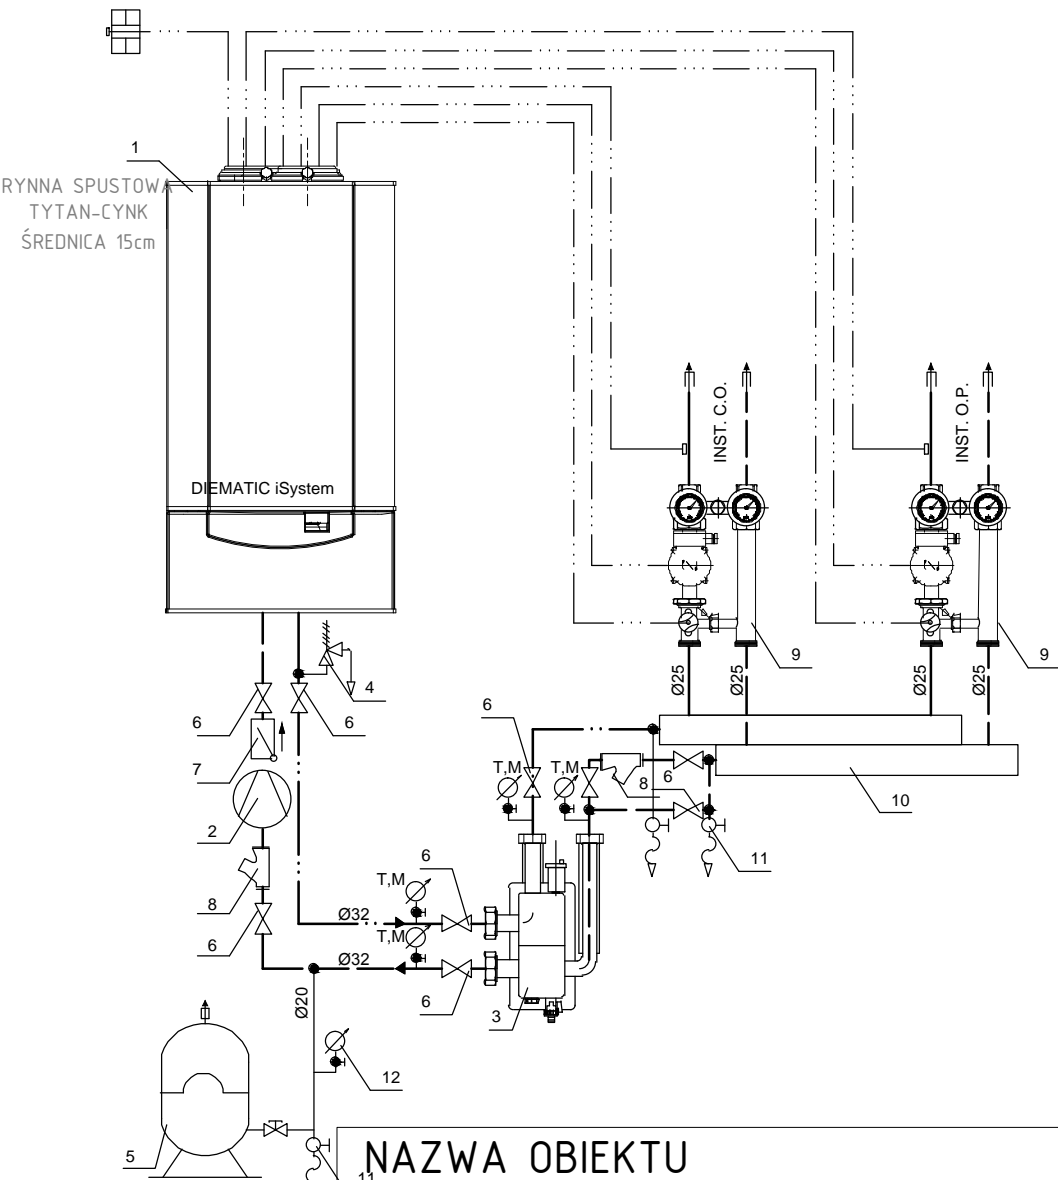 1
RYNNA SPUSTOWA
TYTAN-CYNK
ŚREDNICA 15cm
DIEMATIC iSystem
INST. C.O.
INST. O.P.
9
9
Ø25
Ø25
Ø25
Ø25
4
6
6
6
7
T,M
T,M
8
6
10
2
11
8
6
T,M
Ø32
6
T,M
Ø32
6
3
Ø20
12
5
11
NAZWA OBIEKTU